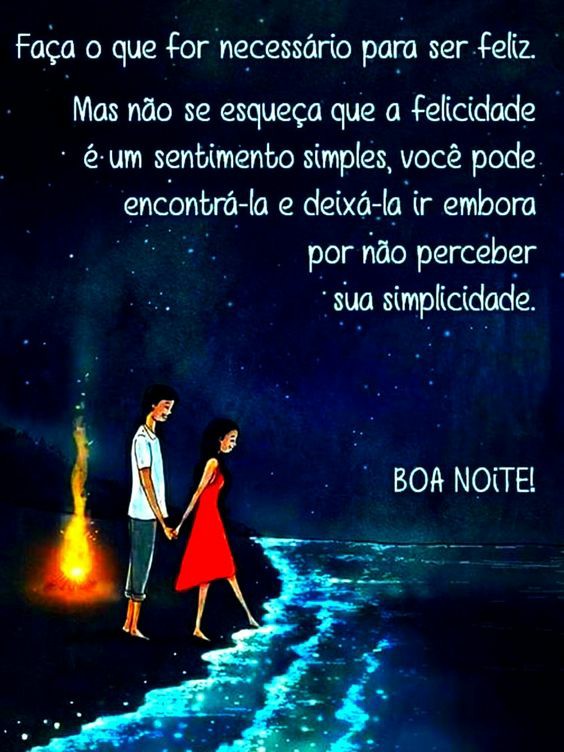 Faça o que for necessário para ser feliz.
Mas não se esqueça que a felicidade
é um sentimento simples, você pode
encontrá-la e deixá-la ir embora
por não perceber
sua simplicidade.
BOA NOiTE!